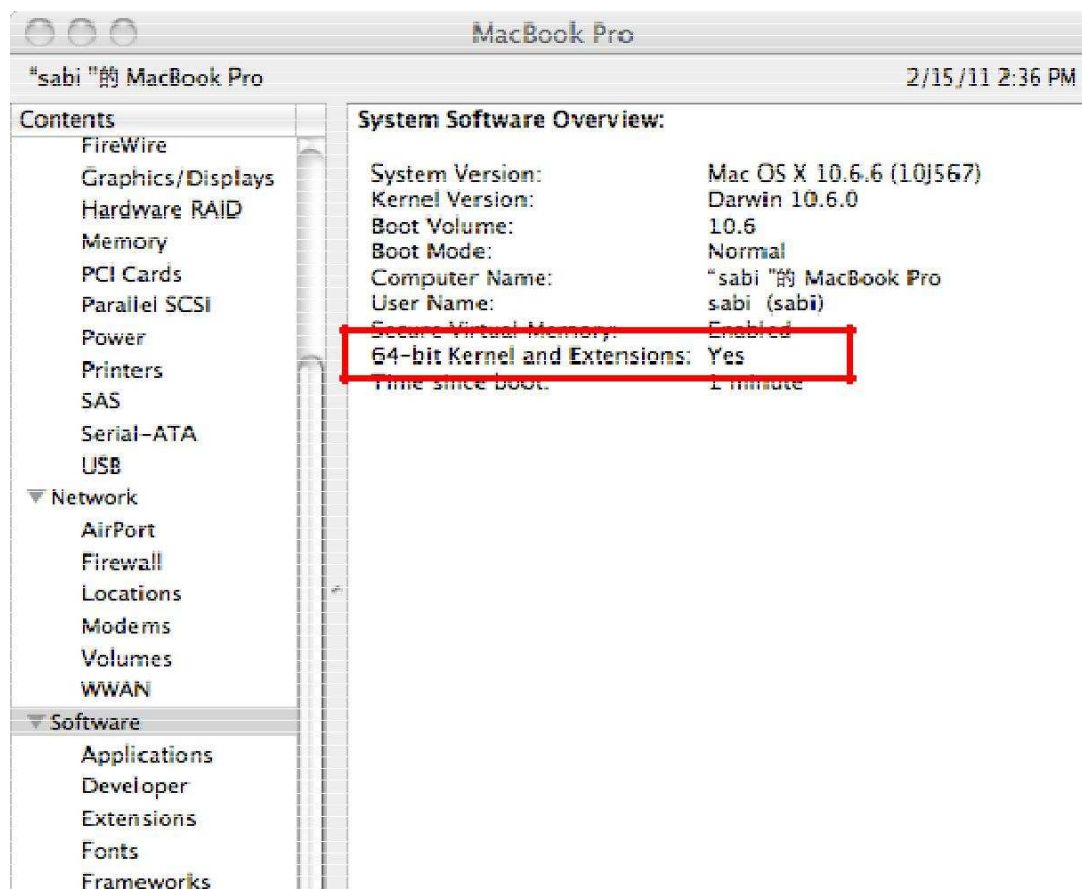 MacBook Pro
"sabi "的 MacBook Pro
2/15/11 2:36 PM
Contents
FireWire
Graphics/Displays
Hardware RAID
Memory
PCI Cards
Parallel SCSI
Power
Printers
SAS
Serial-ATA
USB
Network
AirPort
Firewall
Locations
Modems
Volumes
WWAN
Software
Applications
Developer
Extensions
Fonts
Frameworks
System Software Overview:
System Version: Mac OS X 10.6.6 (10J567)
Kernel Version: Darwin 10.6.0
Boot Volume: 10.6
Boot Mode: Normal
Computer Name: "sabi "的 MacBook Pro
User Name: sabi (sabi)
Secure Virtual Memory: Enabled
64-bit Kernel and Extensions: Yes
Time since boot: 1 minute